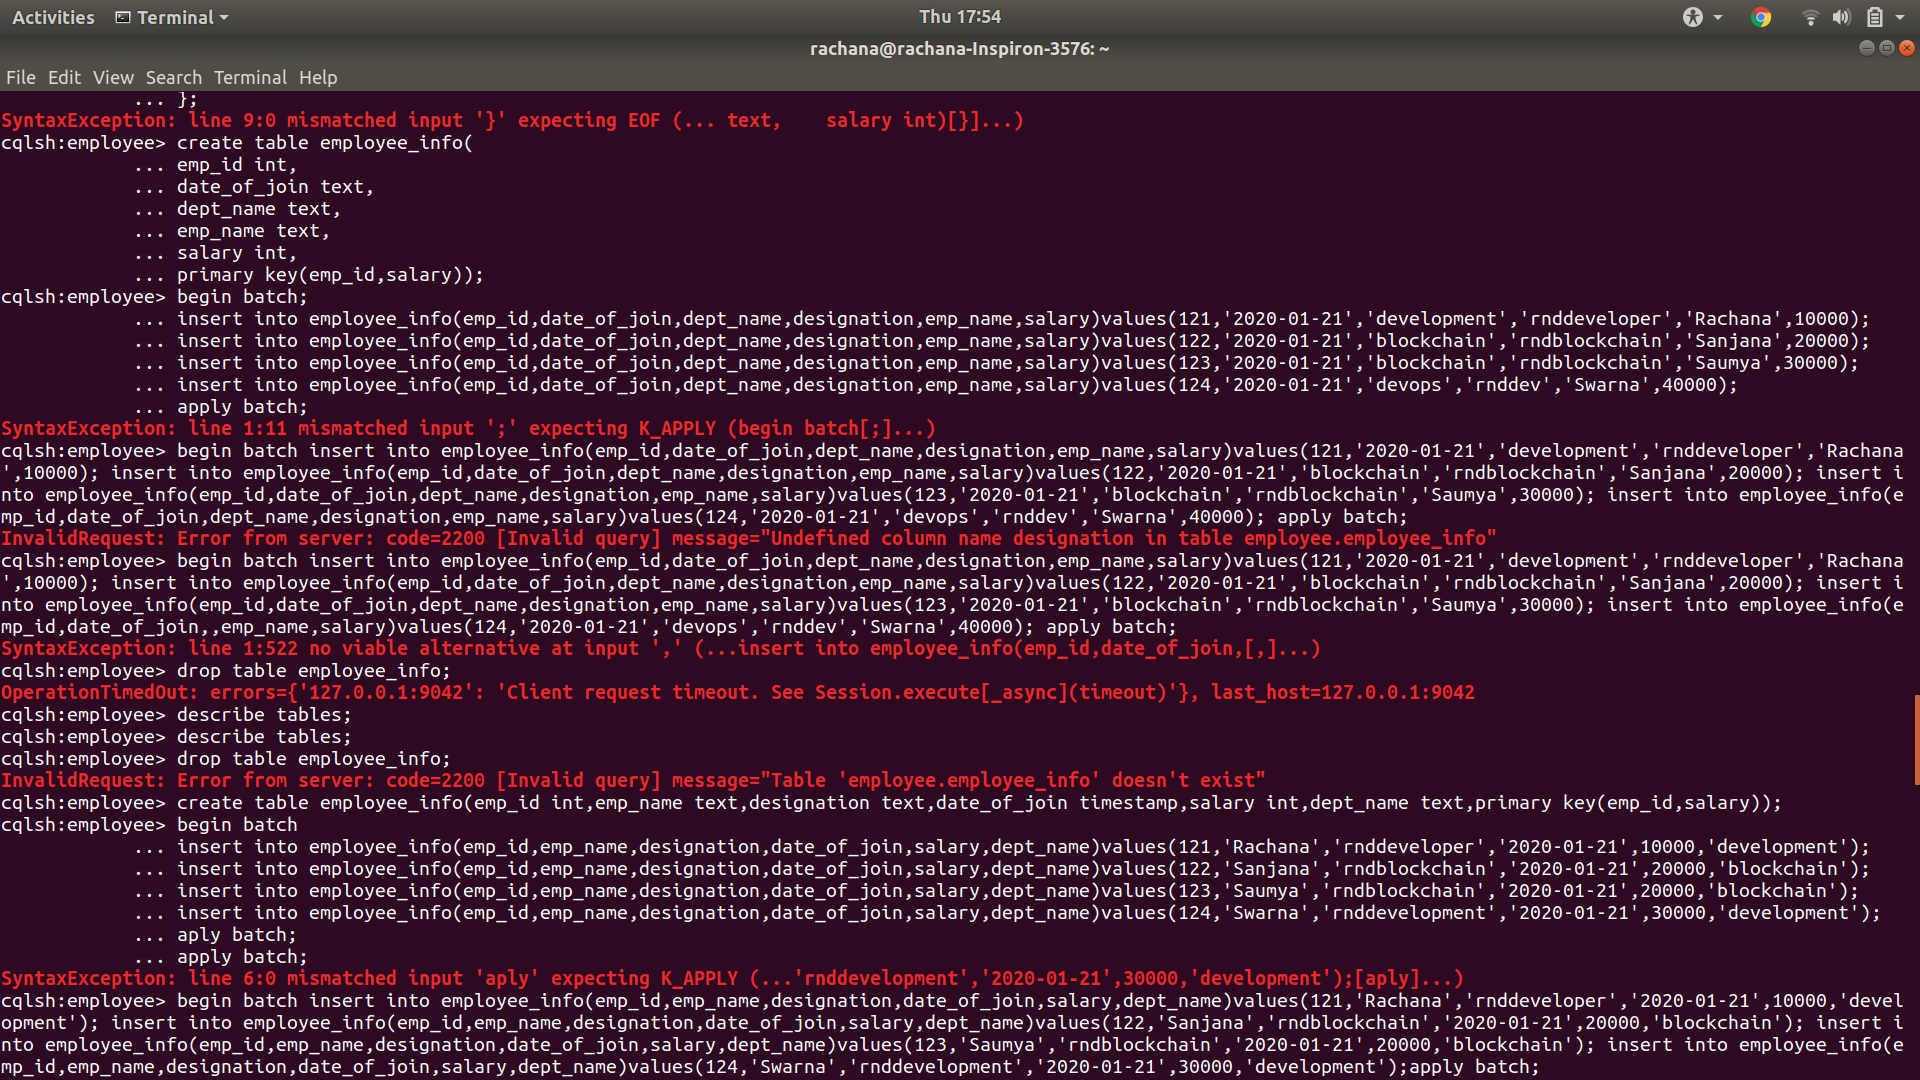 Activities Terminal Thu 17:54
rachana@rachana-Inspiron-3576: ~
File Edit View Search Terminal Help
... };
SyntaxException: line 9:0 mismatched input '}' expecting EOF (... text,    salary int)[}]...)
cqlsh:employee> create table employee_info(
... emp_id int,
... date_of_join text,
... dept_name text,
... emp_name text,
... salary int,
... primary key(emp_id,salary));
cqlsh:employee> begin batch;
... insert into employee_info(emp_id,date_of_join,dept_name,designation,emp_name,salary)values(121,'2020-01-21','development','rnddeveloper','Rachana',10000);
... insert into employee_info(emp_id,date_of_join,dept_name,designation,emp_name,salary)values(122,'2020-01-21','blockchain','rndblockchain','Sanjana',20000);
... insert into employee_info(emp_id,date_of_join,dept_name,designation,emp_name,salary)values(123,'2020-01-21','blockchain','rndblockchain','Saumya',30000);
... insert into employee_info(emp_id,date_of_join,dept_name,designation,emp_name,salary)values(124,'2020-01-21','devops','rnddev','Swarna',40000);
... apply batch;
SyntaxException: line 1:11 mismatched input ';' expecting K_APPLY (begin batch[;]...)
cqlsh:employee> begin batch insert into employee_info(emp_id,date_of_join,dept_name,designation,emp_name,salary)values(121,'2020-01-21','development','rnddeveloper','Rachana
',10000); insert into employee_info(emp_id,date_of_join,dept_name,designation,emp_name,salary)values(122,'2020-01-21','blockchain','rndblockchain','Sanjana',20000); insert i
nto employee_info(emp_id,date_of_join,dept_name,designation,emp_name,salary)values(123,'2020-01-21','blockchain','rndblockchain','Saumya',30000); insert into employee_info(e
mp_id,date_of_join,dept_name,designation,emp_name,salary)values(124,'2020-01-21','devops','rnddev','Swarna',40000); apply batch;
InvalidRequest: Error from server: code=2200 [Invalid query] message="Undefined column name designation in table employee.employee_info"
cqlsh:employee> begin batch insert into employee_info(emp_id,date_of_join,dept_name,designation,emp_name,salary)values(121,'2020-01-21','development','rnddeveloper','Rachana
',10000); insert into employee_info(emp_id,date_of_join,dept_name,designation,emp_name,salary)values(122,'2020-01-21','blockchain','rndblockchain','Sanjana',20000); insert i
nto employee_info(emp_id,date_of_join,dept_name,designation,emp_name,salary)values(123,'2020-01-21','blockchain','rndblockchain','Saumya',30000); insert into employee_info(e
mp_id,date_of_join,,emp_name,salary)values(124,'2020-01-21','devops','rnddev','Swarna',40000); apply batch;
SyntaxException: line 1:522 no viable alternative at input ',' (...insert into employee_info(emp_id,date_of_join,[,]...)
cqlsh:employee> drop table employee_info;
OperationTimedOut: errors={'127.0.0.1:9042': 'Client request timeout. See Session.execute[_async](timeout)'}, last_host=127.0.0.1:9042
cqlsh:employee> describe tables;
cqlsh:employee> describe tables;
cqlsh:employee> drop table employee_info;
InvalidRequest: Error from server: code=2200 [Invalid query] message="Table 'employee.employee_info' doesn't exist"
cqlsh:employee> create table employee_info(emp_id int,emp_name text,designation text,date_of_join timestamp,salary int,dept_name text,primary key(emp_id,salary));
cqlsh:employee> begin batch
... insert into employee_info(emp_id,emp_name,designation,date_of_join,salary,dept_name)values(121,'Rachana','rnddeveloper','2020-01-21',10000,'development');
... insert into employee_info(emp_id,emp_name,designation,date_of_join,salary,dept_name)values(122,'Sanjana','rndblockchain','2020-01-21',20000,'blockchain');
... insert into employee_info(emp_id,emp_name,designation,date_of_join,salary,dept_name)values(123,'Saumya','rndblockchain','2020-01-21',20000,'blockchain');
... insert into employee_info(emp_id,emp_name,designation,date_of_join,salary,dept_name)values(124,'Swarna','rnddevelopment','2020-01-21',30000,'development');
... aply batch;
... apply batch;
SyntaxException: line 6:0 mismatched input 'aply' expecting K_APPLY (...'rnddevelopment','2020-01-21',30000,'development');[aply]...)
cqlsh:employee> begin batch insert into employee_info(emp_id,emp_name,designation,date_of_join,salary,dept_name)values(121,'Rachana','rnddeveloper','2020-01-21',10000,'devel
opment'); insert into employee_info(emp_id,emp_name,designation,date_of_join,salary,dept_name)values(122,'Sanjana','rndblockchain','2020-01-21',20000,'blockchain'); insert i
nto employee_info(emp_id,emp_name,designation,date_of_join,salary,dept_name)values(123,'Saumya','rndblockchain','2020-01-21',20000,'blockchain'); insert into employee_info(e
mp_id,emp_name,designation,date_of_join,salary,dept_name)values(124,'Swarna','rnddevelopment','2020-01-21',30000,'development');apply batch;